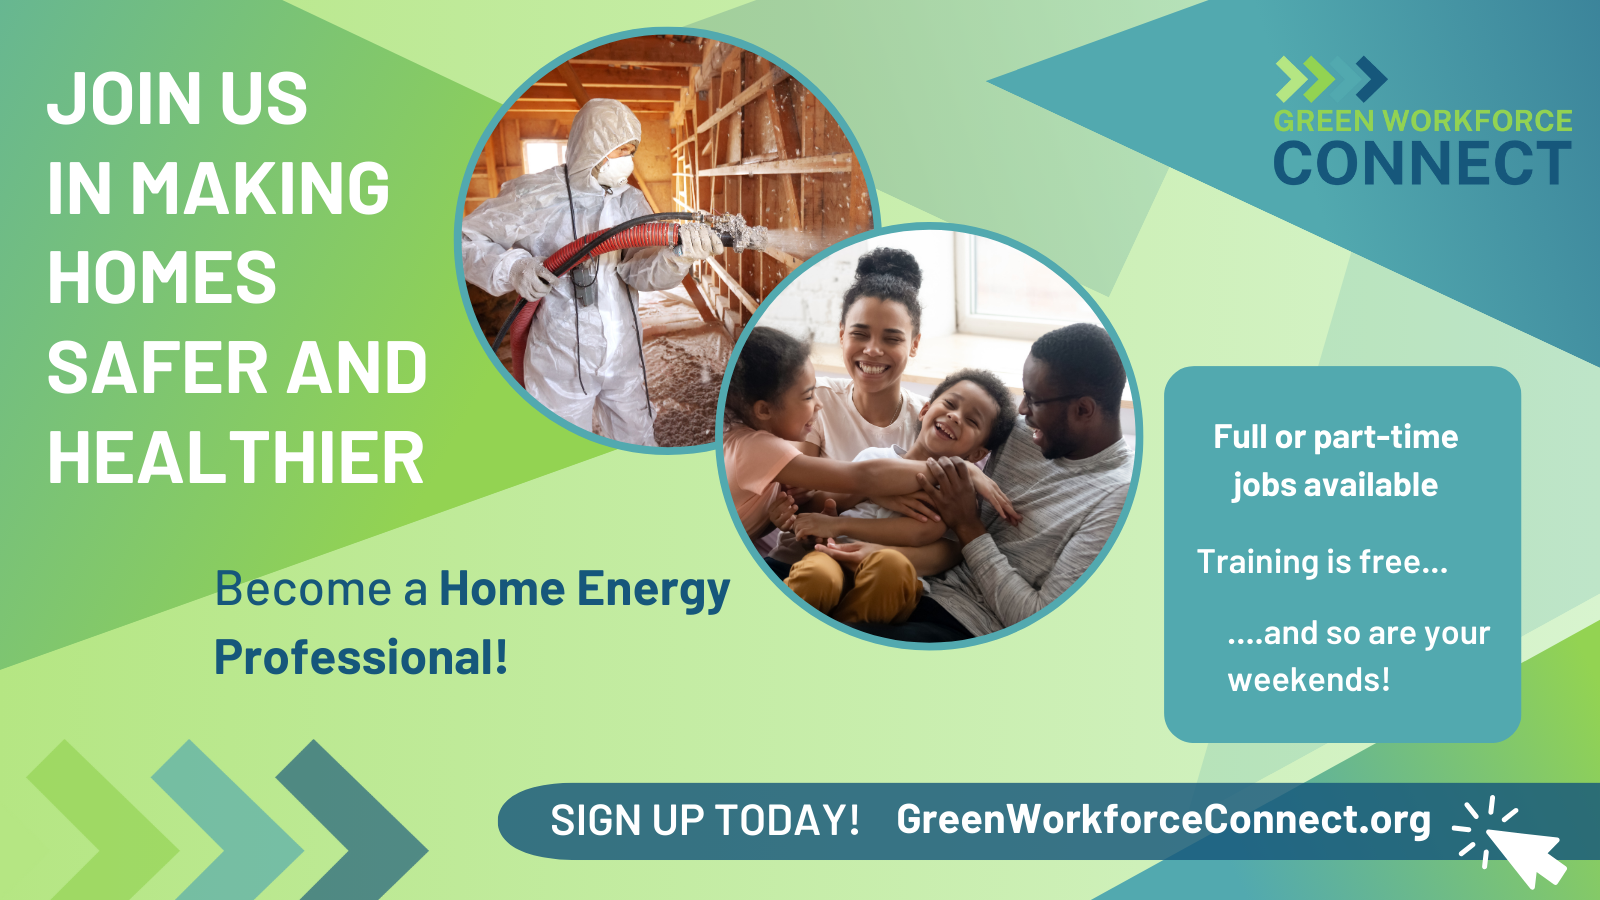 JOIN US
IN MAKING
HOMES
SAFER AND
HEALTHIER
GREEN WORKFORCE
CONNECT
Become a Home Energy
Professional!
Full or part-time
jobs available
Training is free...
....and so are your
weekends!
SIGN UP TODAY! GreenWorkforceConnect.org